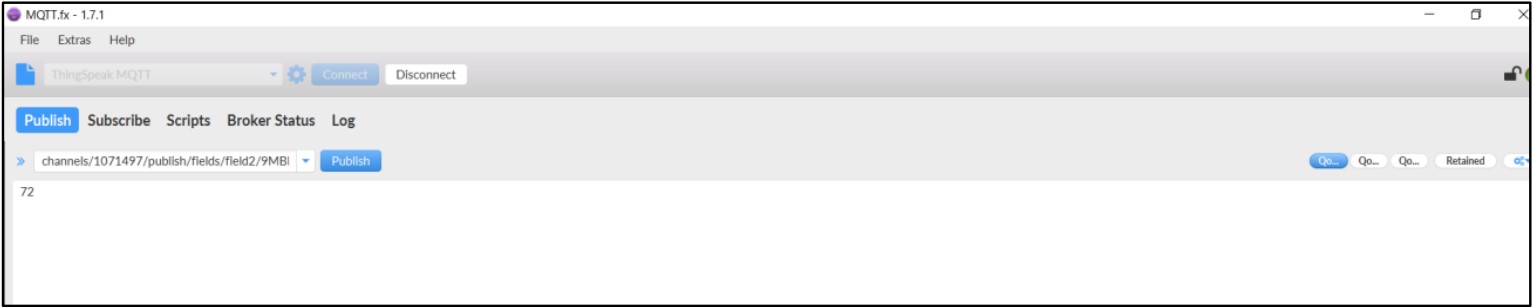 MQTT.fx - 1.7.1
File Extras Help
ThingSpeak MQTT Connect Disconnect
Publish Subscribe Scripts Broker Status Log
channels/1071497/publish/fields/field2/9MBI Publish Qo... Qo... Qo... Retained
72